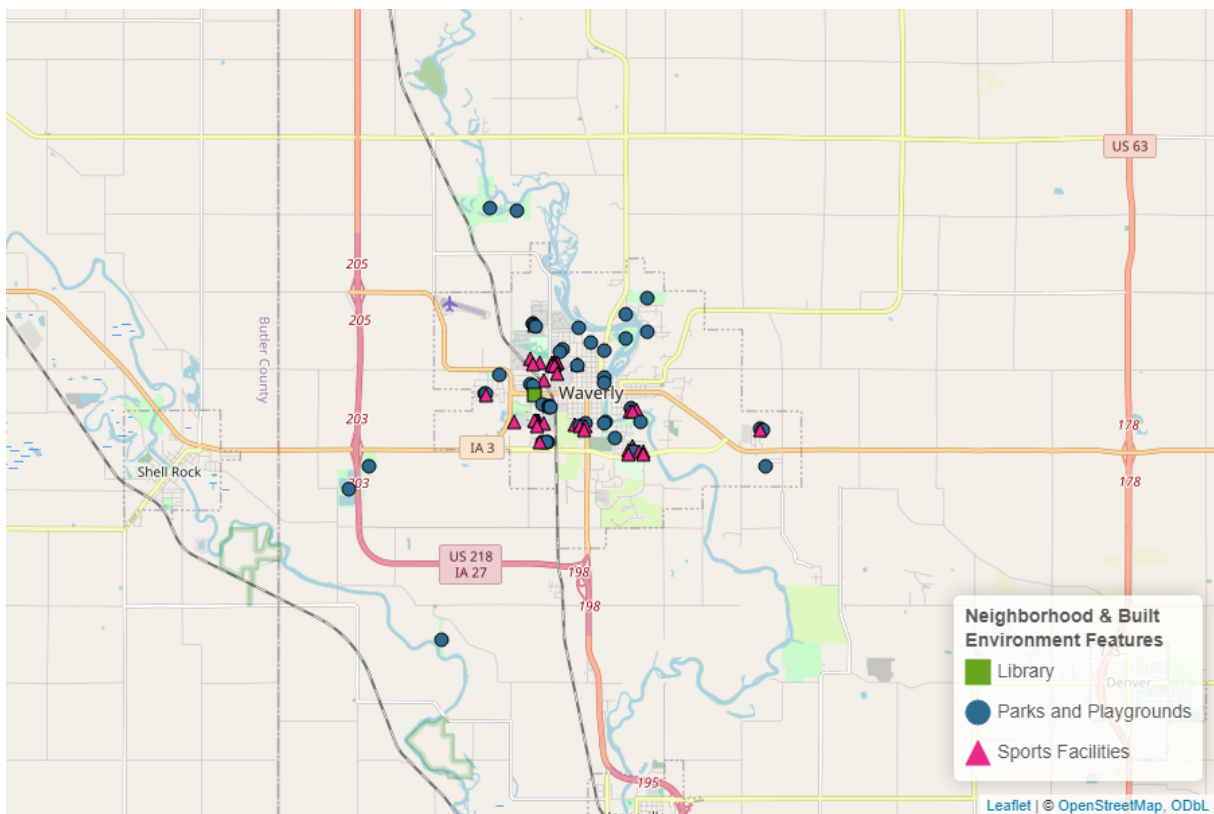 US 63
205
205
Butler County
Waverly
203
IA 3
178
Shell Rock
203
178
US 218
IA 27
198
198
Neighborhood & Built
Environment Features
Library
Parks and Playgrounds
Sports Facilities
175
Denver
195
Leaflet | © OpenStreetMap, ODbL